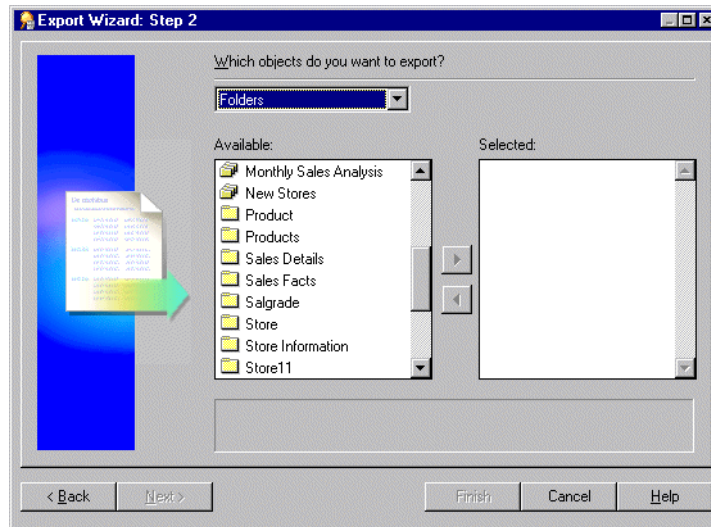 Export Wizard: Step 2
Which objects do you want to export?
Folders
Available:
Selected:
Monthly Sales Analysis
New Stores
Product
Products
Sales Details
Sales Facts
Salgrade
Store
Store Information
Store11
< Back
Next >
Finish
Cancel
Help